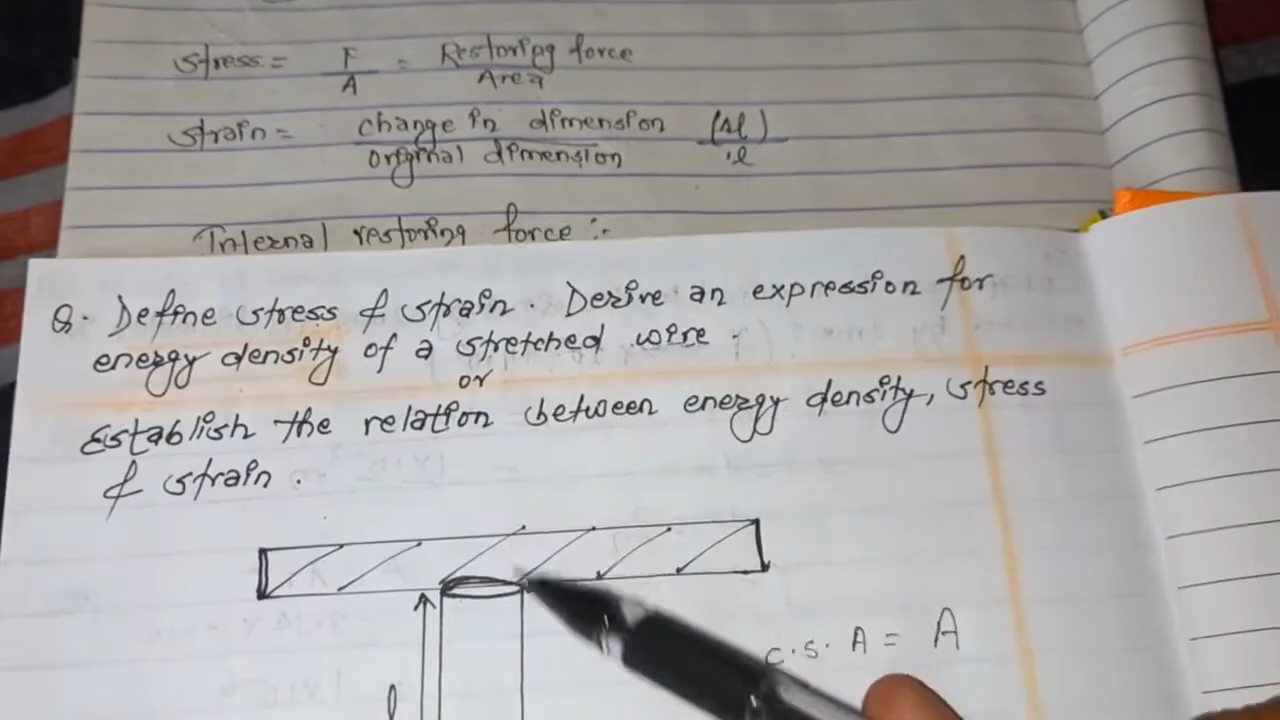 stress = F/A = Restoring force / Area
strain = change in dimension / original dimension (Δl) / l
Internal restoring force :-
Q. Define stress & strain. Derive an expression for
energy density of a stretched wire.
or
Establish the relation between energy density, stress
& strain.
C.S. A = A
l